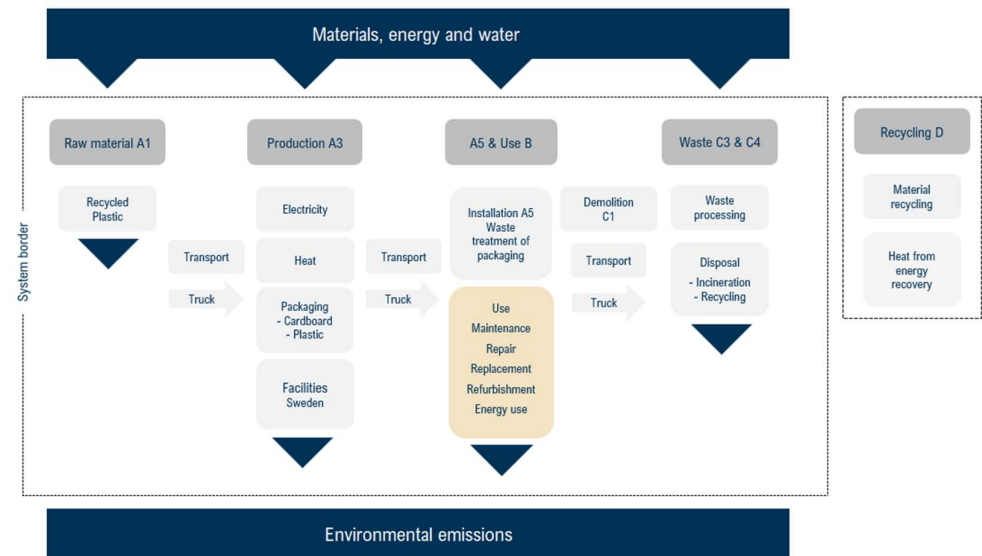 Materials, energy and water
System border
Raw material A1
Recycled
Plastic
Transport
Truck
Production A3
Electricity
Heat
Packaging
- Cardboard
- Plastic
Facilities
Sweden
Transport
Truck
A5 & Use B
Installation A5
Waste
treatment of
packaging
Use
Maintenance
Repair
Replacement
Refurbishment
Energy use
Demolition
C1
Transport
Truck
Waste C3 & C4
Waste
processing
Disposal
- Incineration
- Recycling
Recycling D
Material
recycling
Heat from
energy
recovery
Environmental emissions